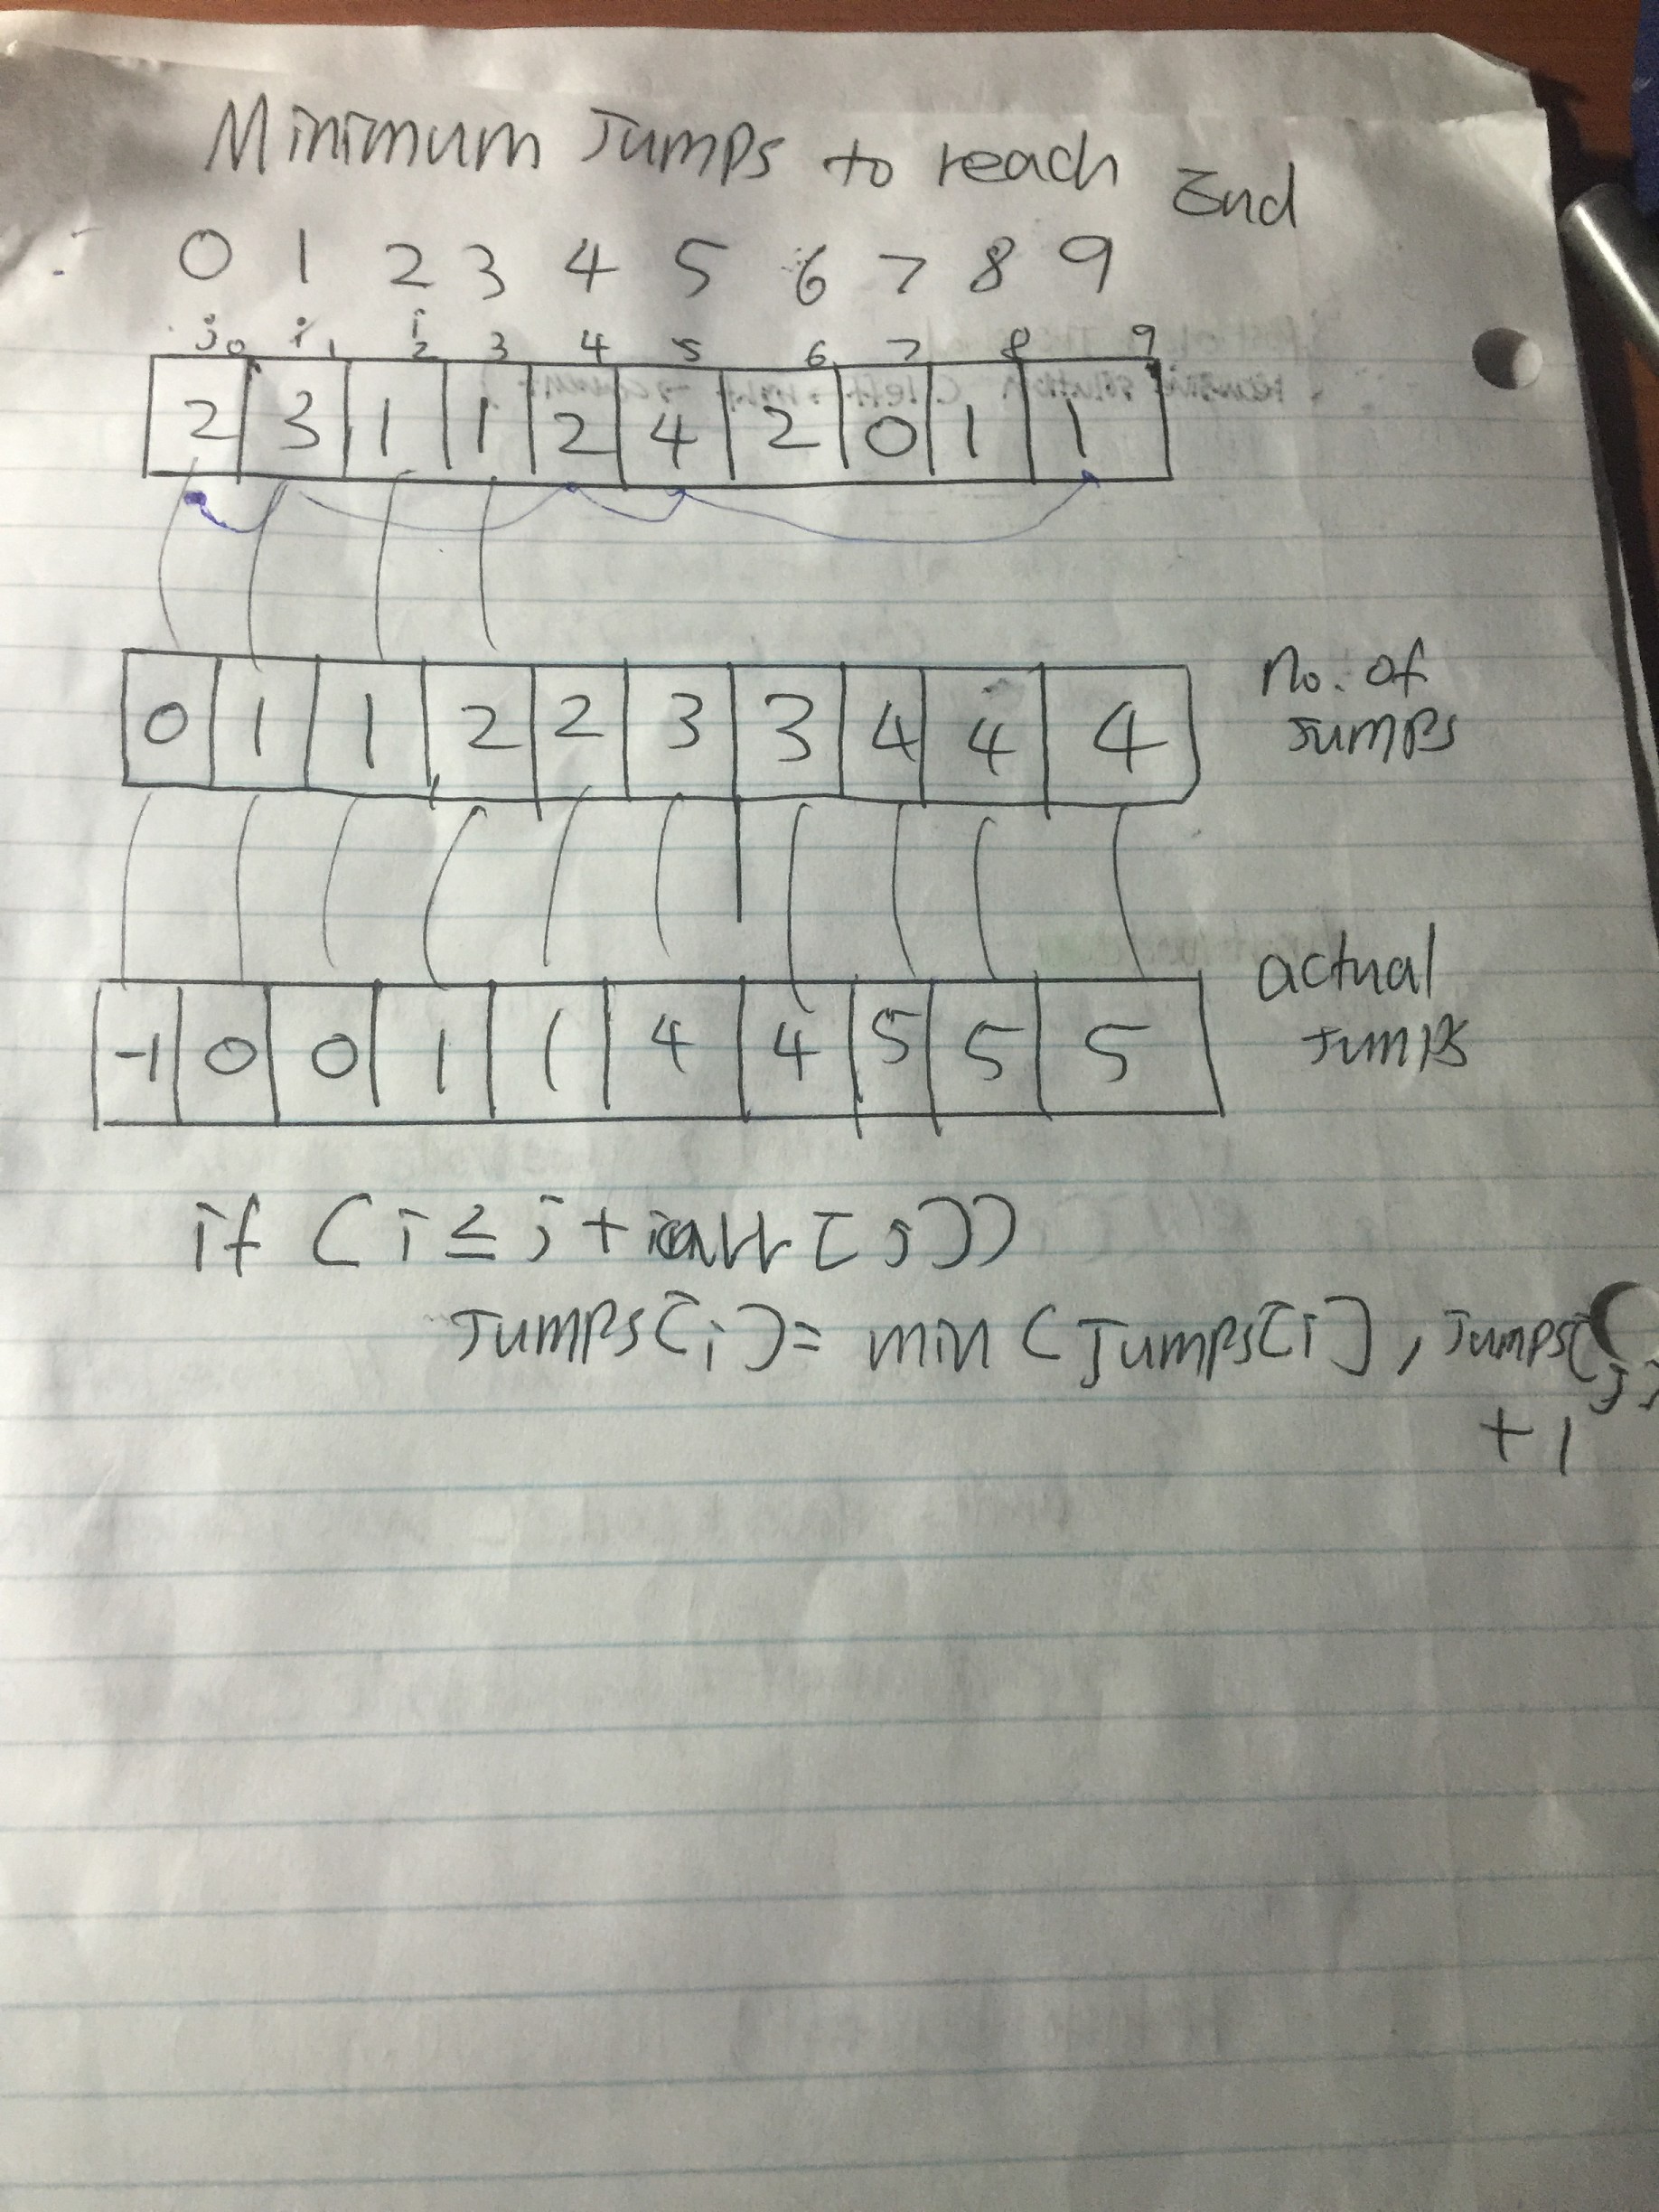 Minimum Jumps to reach End
0 1 2 3 4 5 6 7 8 9
j0 i1 i2 3 4 5 6 7 8 9
2 3 1 1 2 4 2 0 1 1
0 1 1 2 2 3 3 4 4 4
No. of
Jumps
-1 0 0 1 1 4 4 5 5 5
actual
Jumps
if (i ≤ j + arr[j])
Jumps[i] = min (Jumps[i], Jumps[j]
+ 1